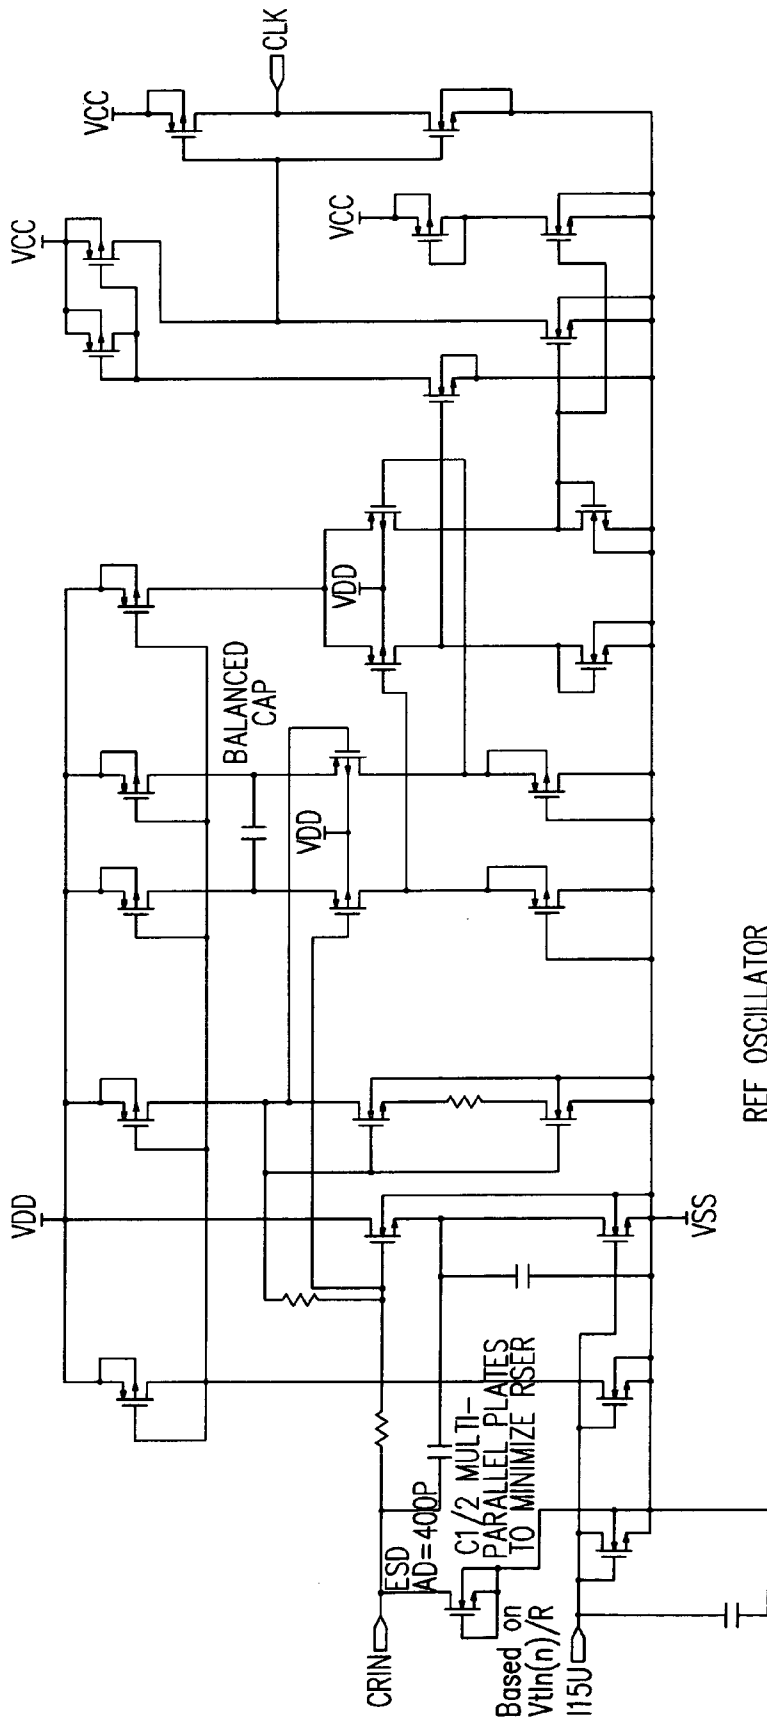 VDD
VCC
VCC
CLK
BALANCED
CAP
VDD
VCC
VDD
CRIN
ESD
AD=400P
C1/2 MULTI-
PARALLEL PLATES
TO MINIMIZE RSER
Based on
Vtln(n)/R
I15U
VSS
REF OSCILLATOR